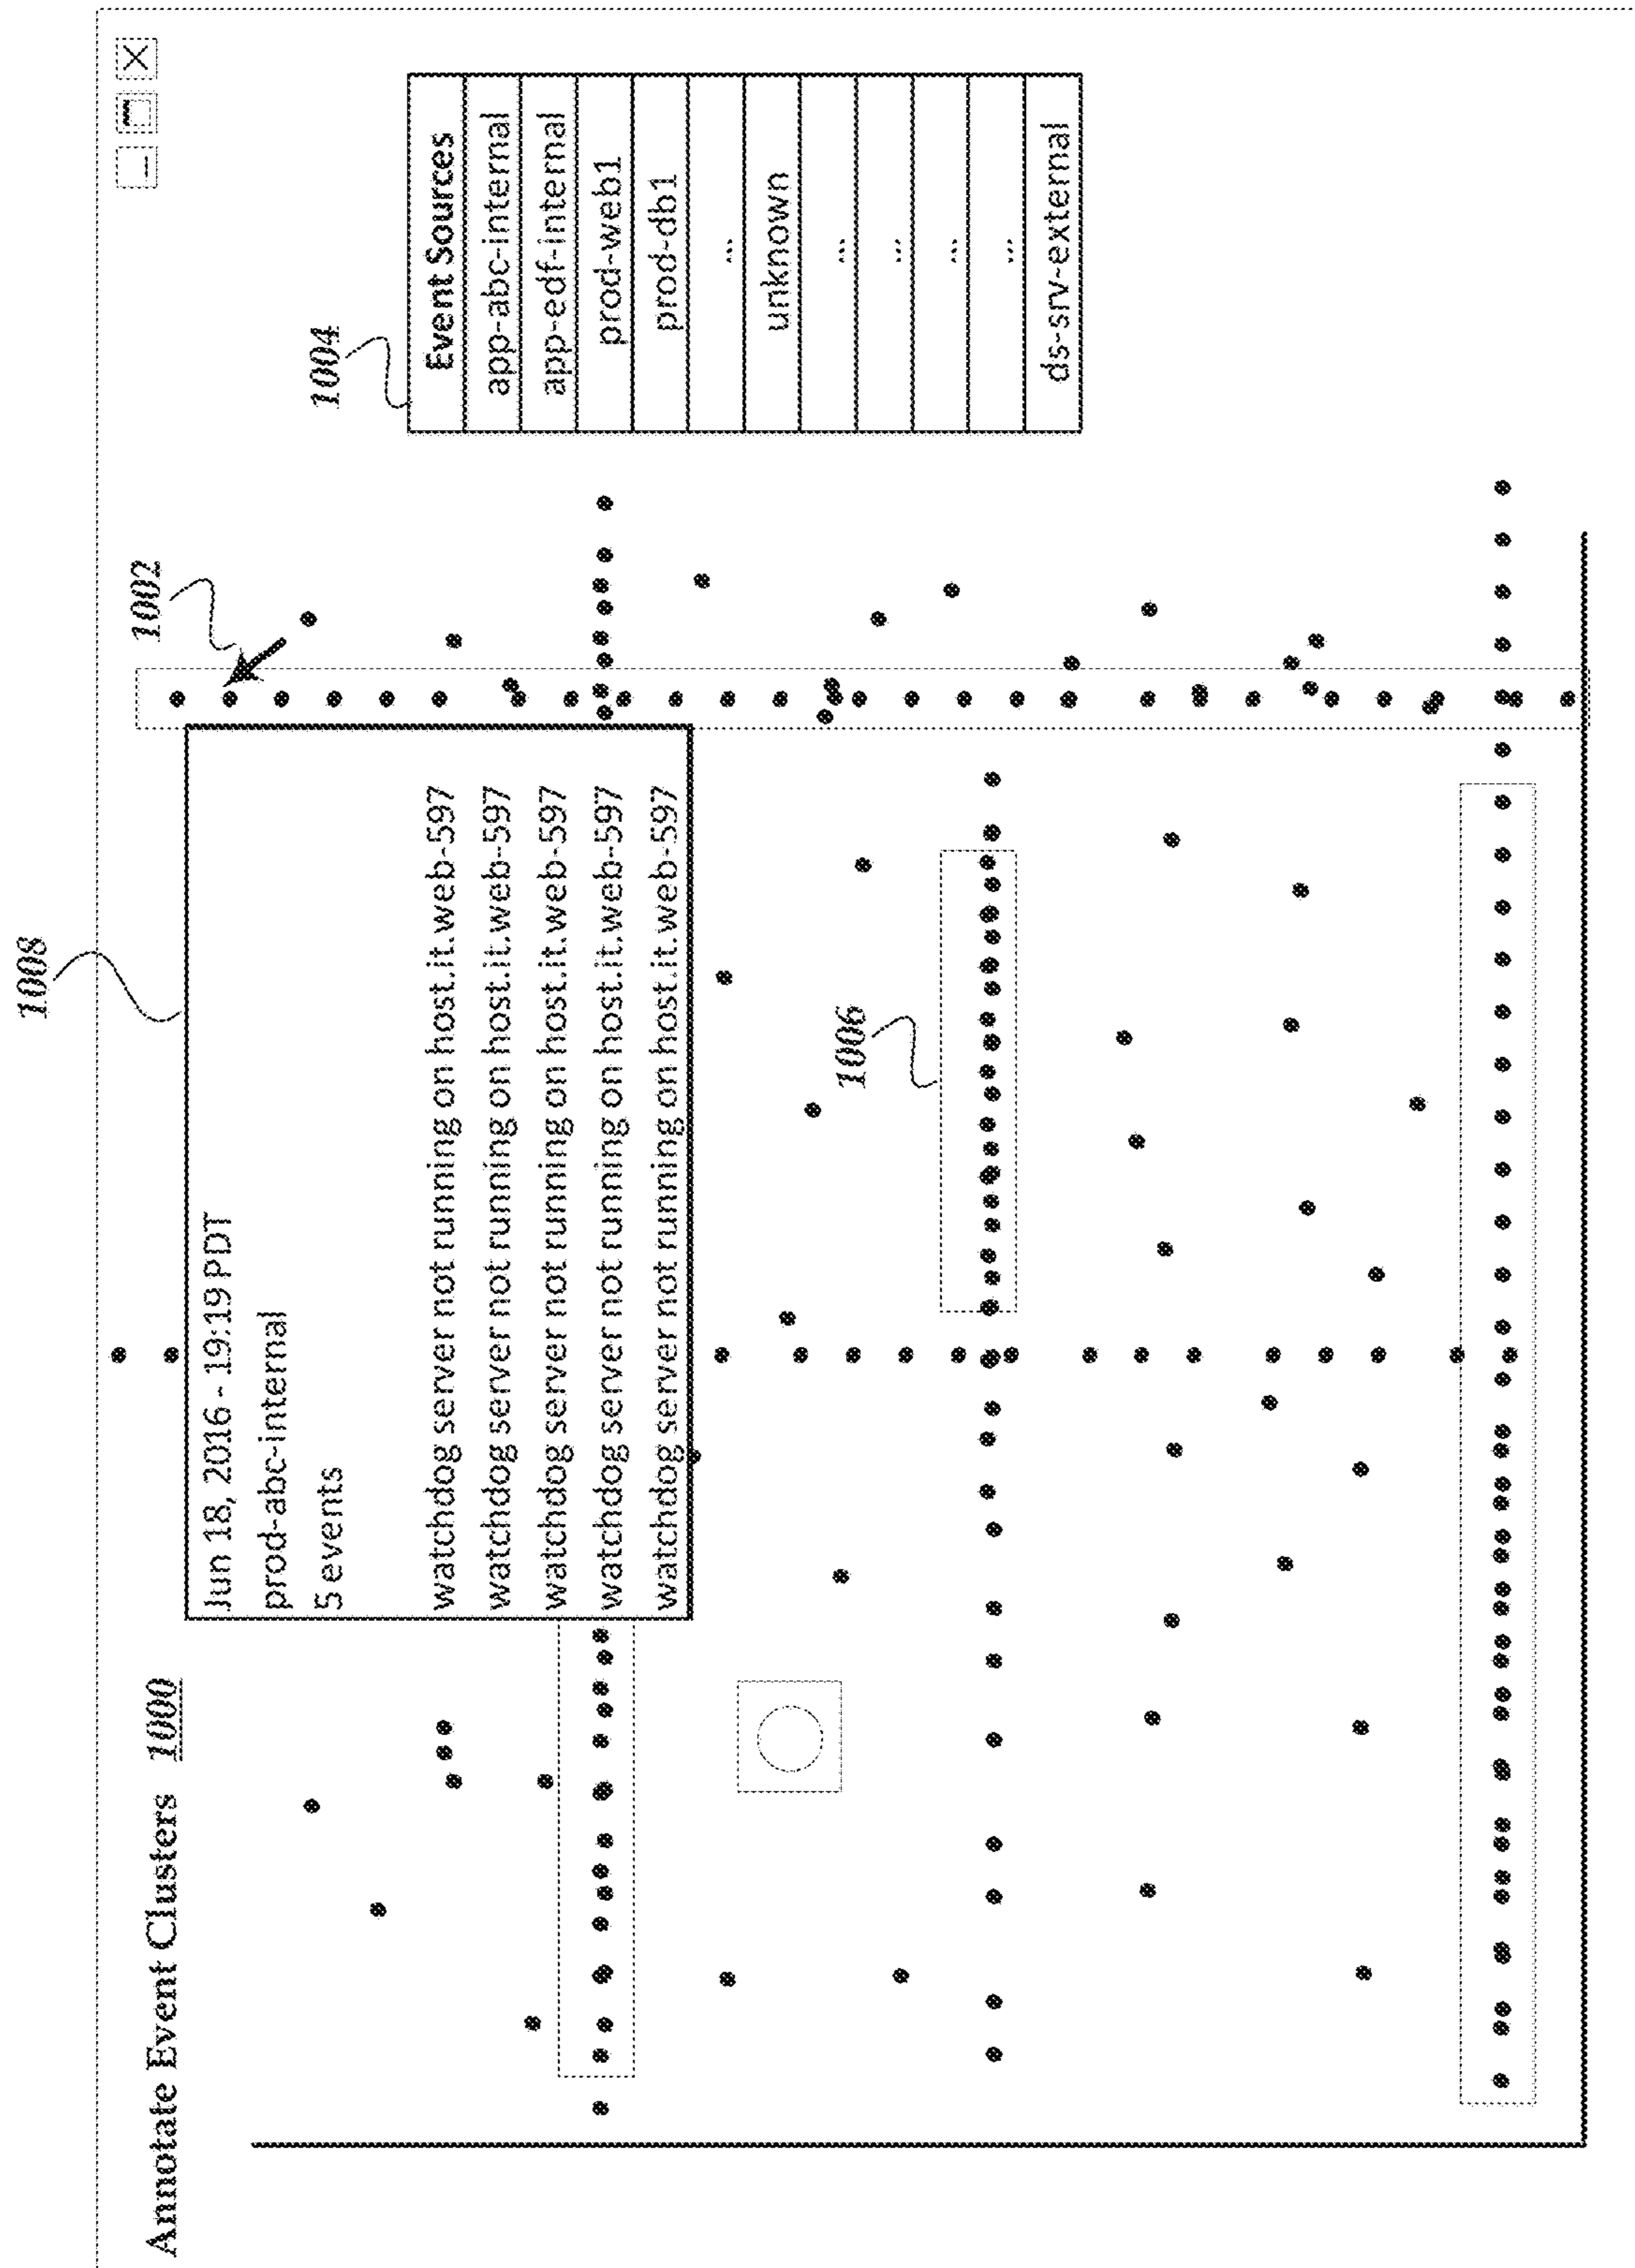 Annotate Event Clusters 1000
1008
1002
1004
1006
Jun 18, 2016 - 19:19 PDT
prod-abc-internal
5 events
watchdog server not running on host.it.web-597
watchdog server not running on host.it.web-597
watchdog server not running on host.it.web-597
watchdog server not running on host.it.web-597
watchdog server not running on host.it.web-597
Event Sources
app-abc-internal
app-edf-internal
prod-web1
prod-db1
...
unknown
...
...
...
...
ds-srv-external